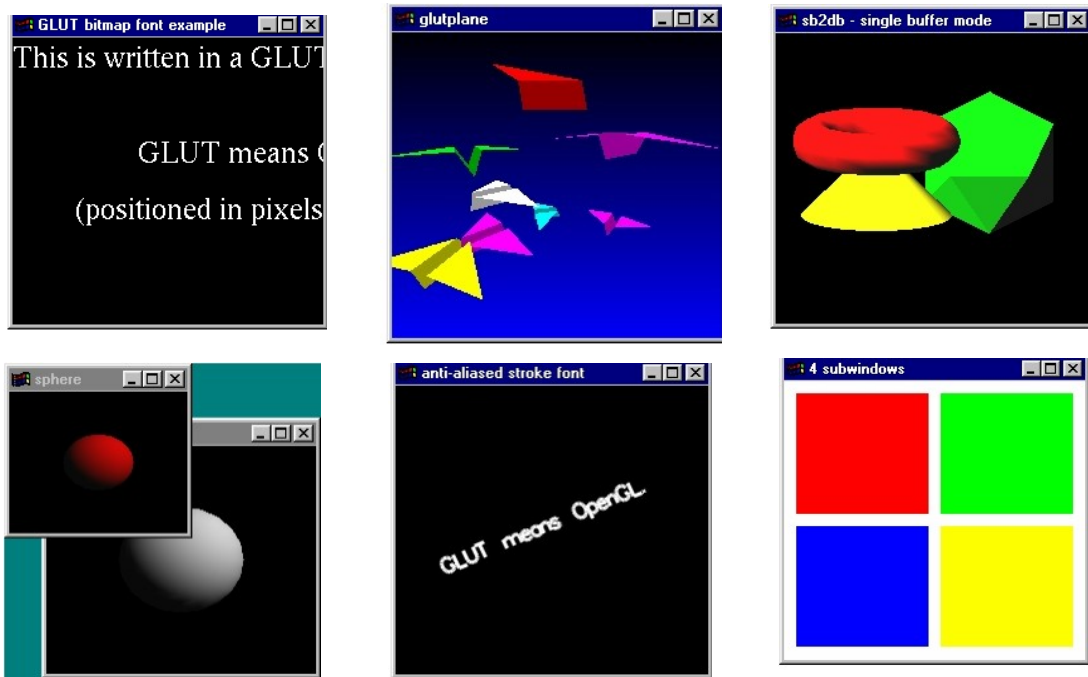 GLUT bitmap font example
This is written in a GLUT
GLUT means
(positioned in pixels
glutplane
sb2db - single buffer mode
sphere
anti-aliased stroke font
GLUT means OpenGL.
4 subwindows